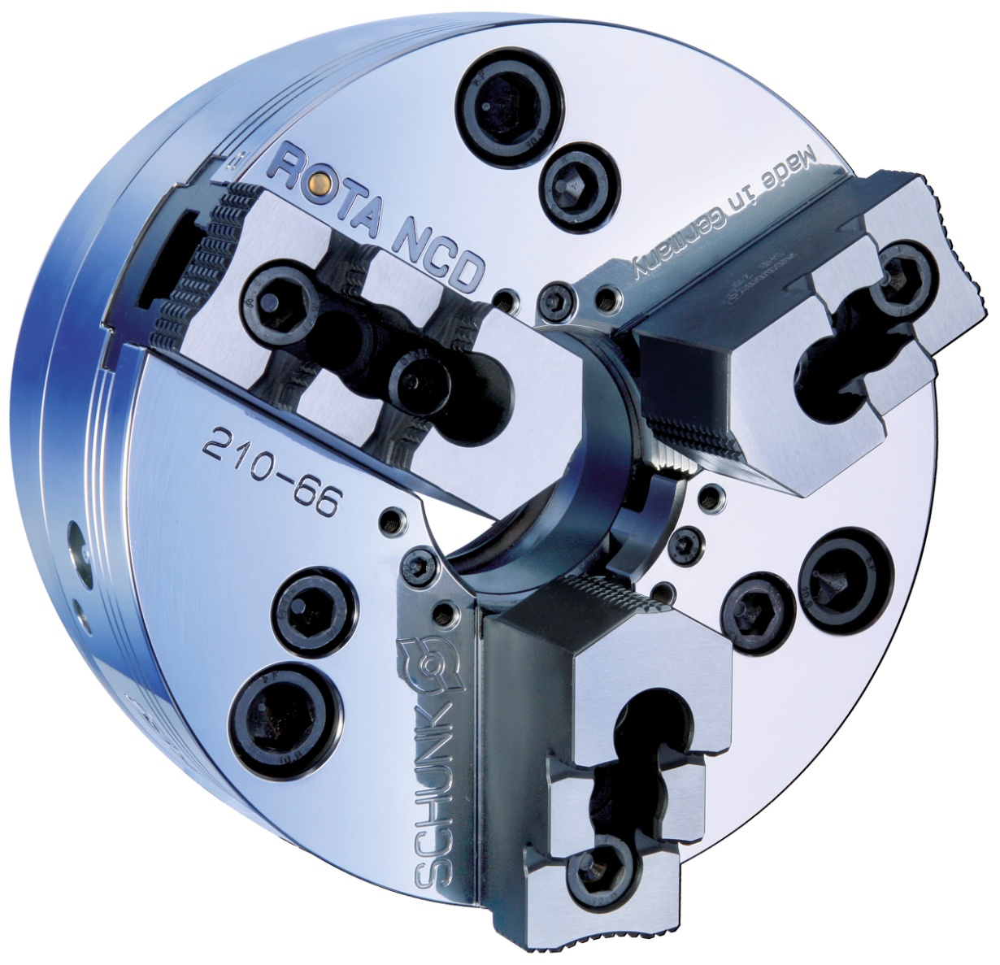 ROTA NCD
Made in Germany
210-66
SCHUNK